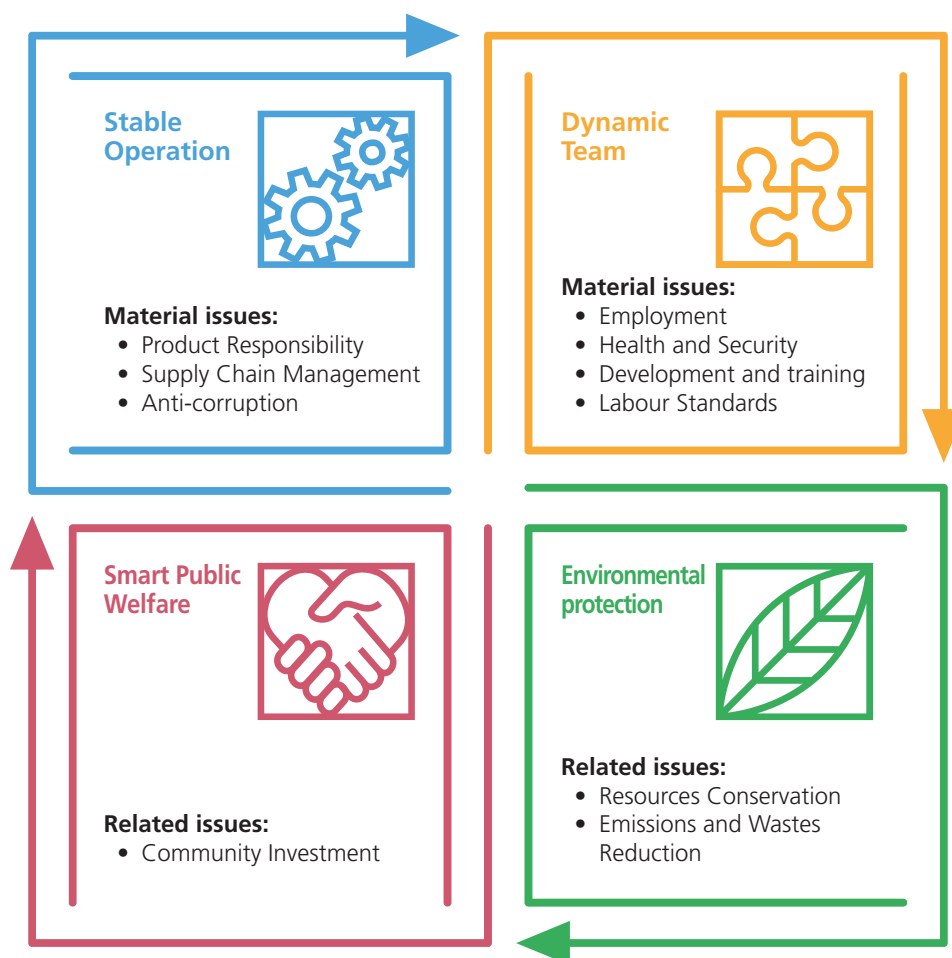 Stable
Operation
Material issues:
• Product Responsibility
• Supply Chain Management
• Anti-corruption
Dynamic
Team
Material issues:
• Employment
• Health and Security
• Development and training
• Labour Standards
Smart Public
Welfare
Related issues:
• Community Investment
Environmental
protection
Related issues:
• Resources Conservation
• Emissions and Wastes
Reduction